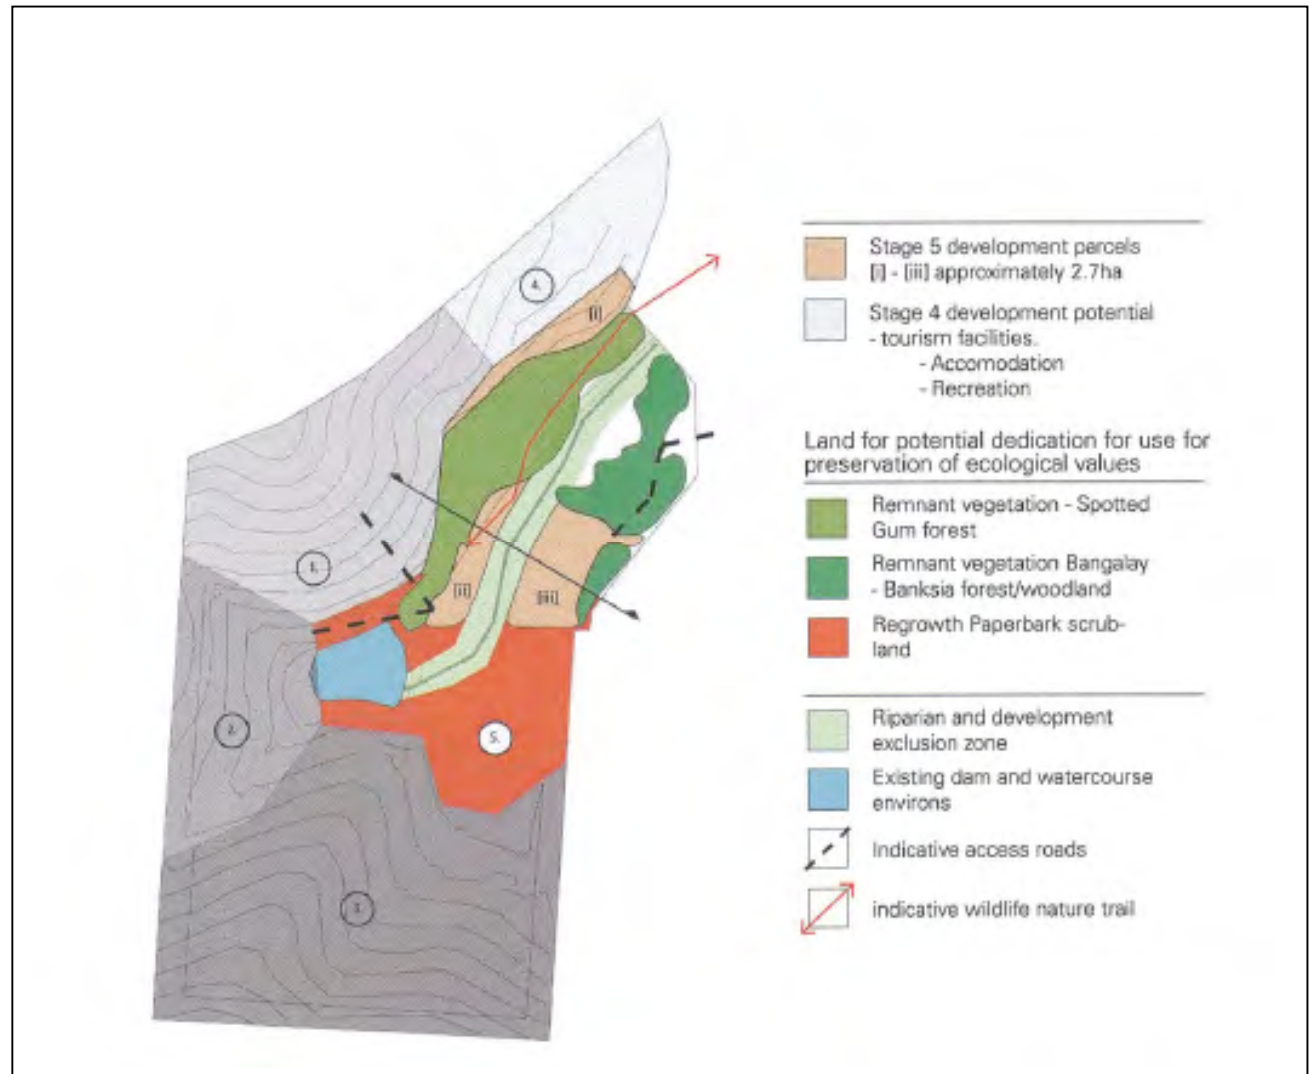 4.
[i]
1.
[ii]
[iii]
2.
5.
3.
Stage 5 development parcels
[i] - [iii] approximately 2.7ha
Stage 4 development potential
- tourism facilities.
- Accomodation
- Recreation
Land for potential dedication for use for
preservation of ecological values
Remnant vegetation - Spotted
Gum forest
Remnant vegetation Bangalay
- Banksia forest/woodland
Regrowth Paperbark scrub-
land
Riparian and development
exclusion zone
Existing dam and watercourse
environs
Indicative access roads
indicative wildlife nature trail